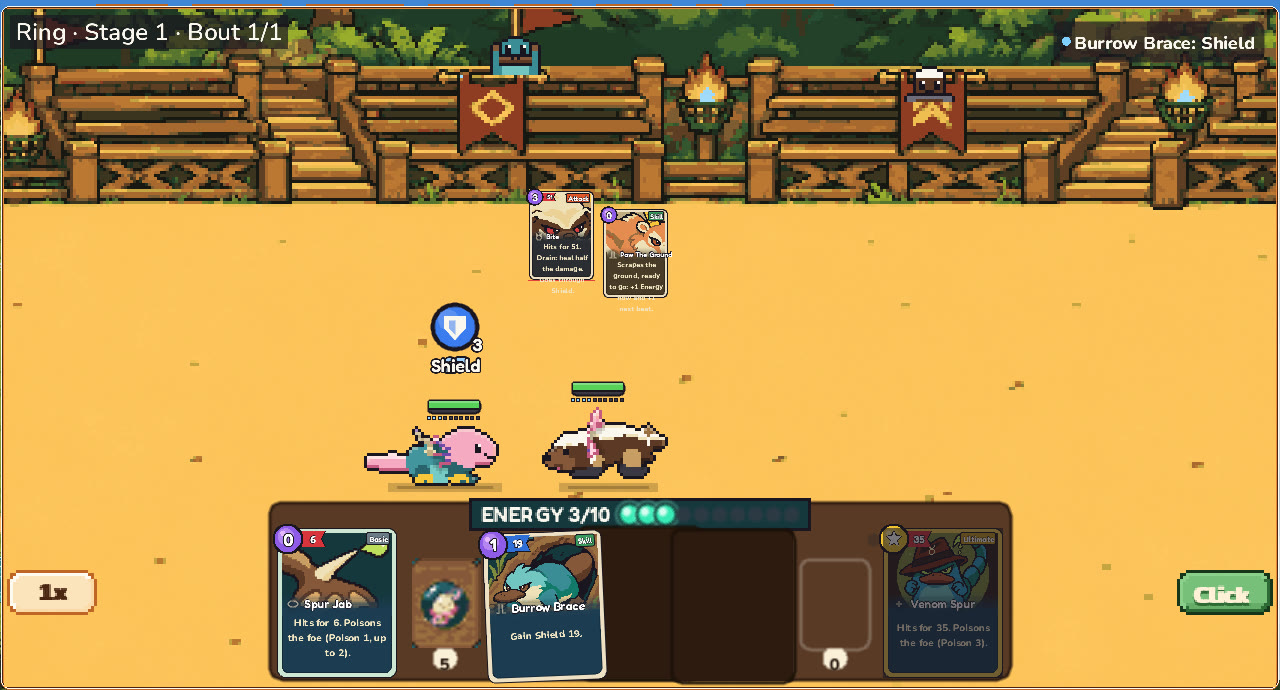 Ring · Stage 1 · Bout 1/1
Burrow Brace: Shield
3
Attack
Bite
Hits for 51.
Drain: heal half
the damage.
Shield.
0
Skill
Paw The Ground
Scrapes the
ground, ready
to go: +1 Energy
next beat.
3
Shield
ENERGY 3/10
0
6
Basic
Spur Jab
Hits for 6. Poisons
the foe (Poison 1, up
to 2).
5
1
19
Skill
Burrow Brace
Gain Shield 19.
0
35
Ultimate
Venom Spur
Hits for 35. Poisons
the foe (Poison 3).
1x
Click